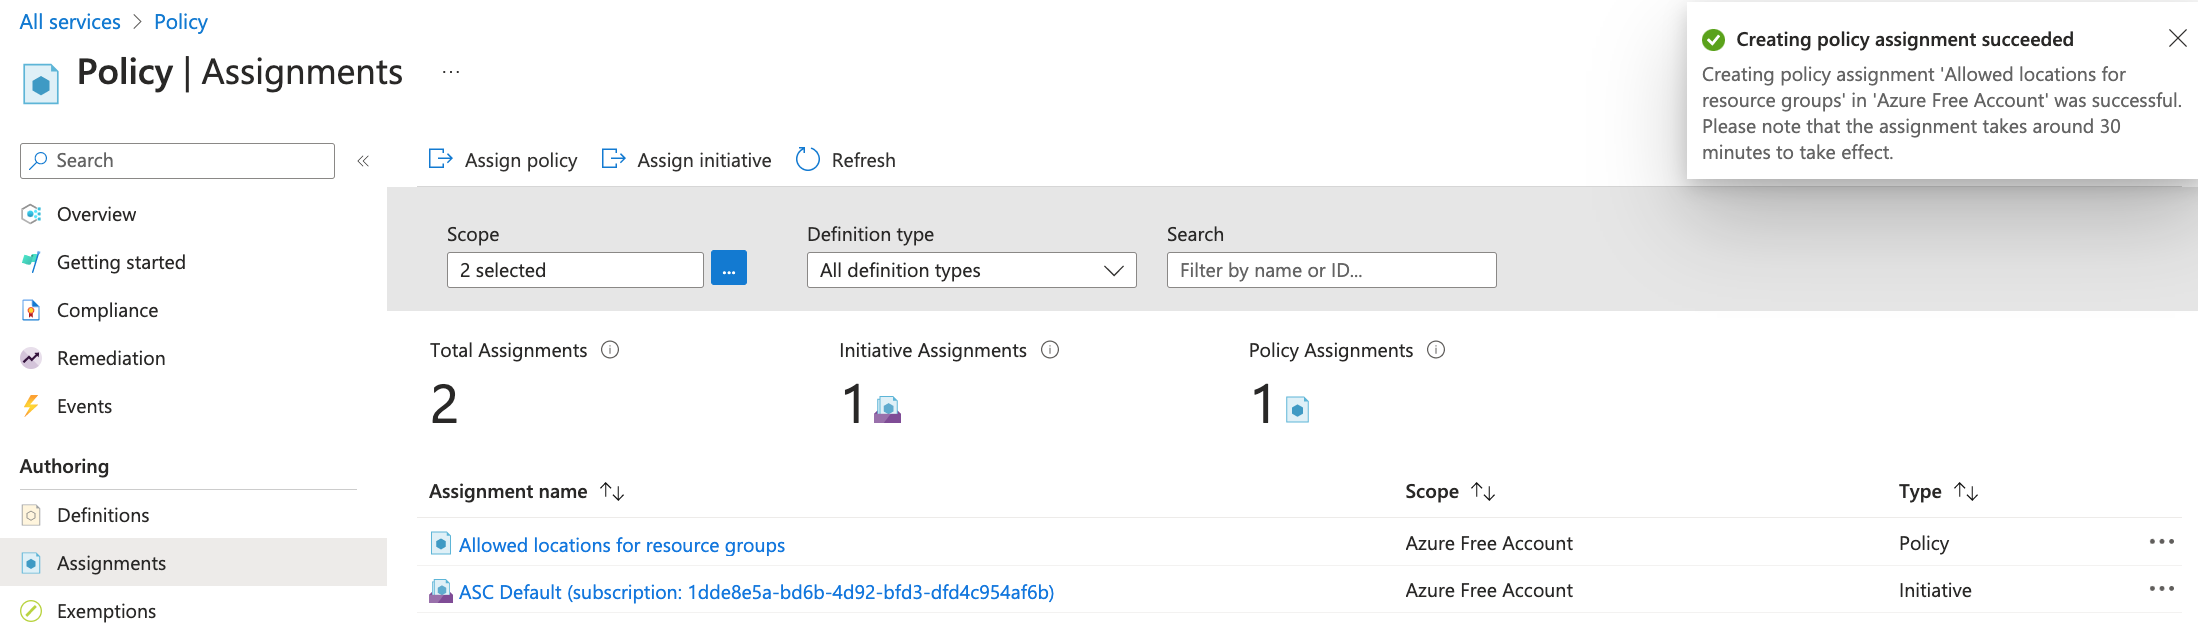 All services > Policy
Policy | Assignments ...
Creating policy assignment succeeded
Creating policy assignment 'Allowed locations for
resource groups' in 'Azure Free Account' was successful.
Please note that the assignment takes around 30
minutes to take effect.
Search «
Overview
Getting started
Compliance
Remediation
Events
Authoring
Definitions
Assignments
Exemptions
Assign policy Assign initiative Refresh
Scope Definition type Search
2 selected ... All definition types Filter by name or ID...
Total Assignments Initiative Assignments Policy Assignments
2 1 1
Assignment name Scope Type
Allowed locations for resource groups Azure Free Account Policy
ASC Default (subscription: 1dde8e5a-bd6b-4d92-bfd3-dfd4c954af6b) Azure Free Account Initiative